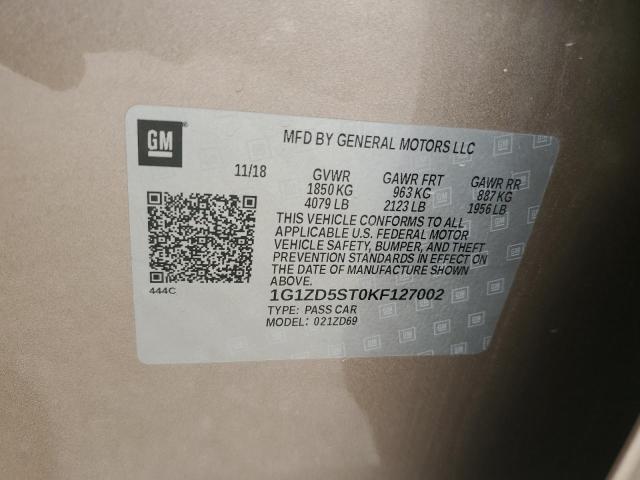 GM
MFD BY GENERAL MOTORS LLC
11/18 GVWR GAWR FRT GAWR RR
1850 KG 963 KG 887 KG
4079 LB 2123 LB 1956 LB
THIS VEHICLE CONFORMS TO ALL
APPLICABLE U.S. FEDERAL MOTOR
VEHICLE SAFETY, BUMPER, AND THEFT
PREVENTION STANDARDS IN EFFECT ON
THE DATE OF MANUFACTURE SHOWN
ABOVE.
444C
1G1ZD5ST0KF127002
TYPE: PASS CAR
MODEL: 021ZD69